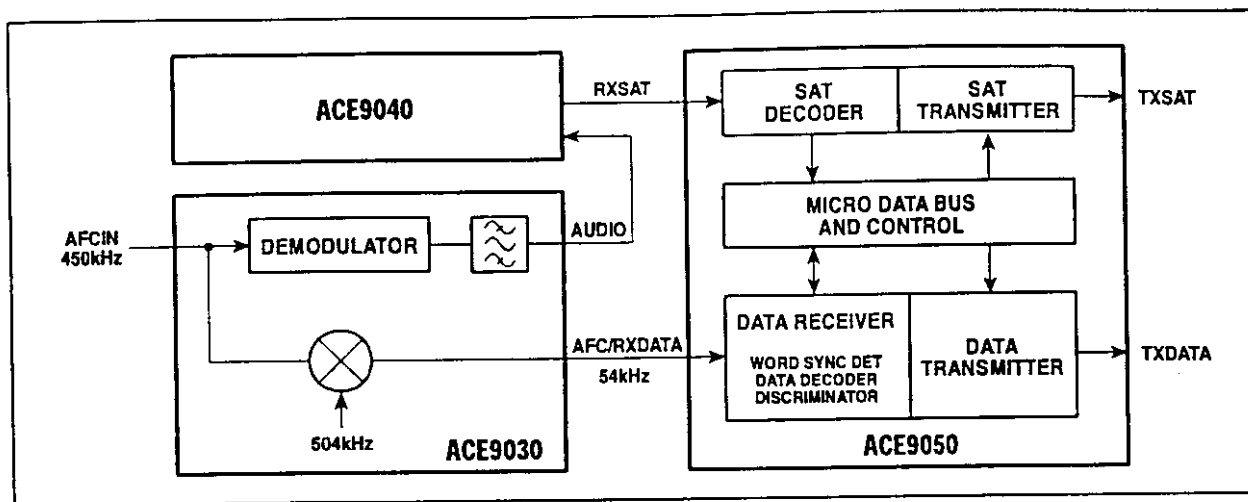 ACE9040
RXSAT
SAT
DECODER
SAT
TRANSMITTER
TXSAT
MICRO DATA BUS
AND CONTROL
AFCIN
450kHz
DEMODULATOR
AUDIO
AFC/RXDATA
54kHz
504kHz
ACE9030
DATA RECEIVER
WORD SYNC DET
DATA DECODER
DISCRIMINATOR
DATA
TRANSMITTER
TXDATA
ACE9050